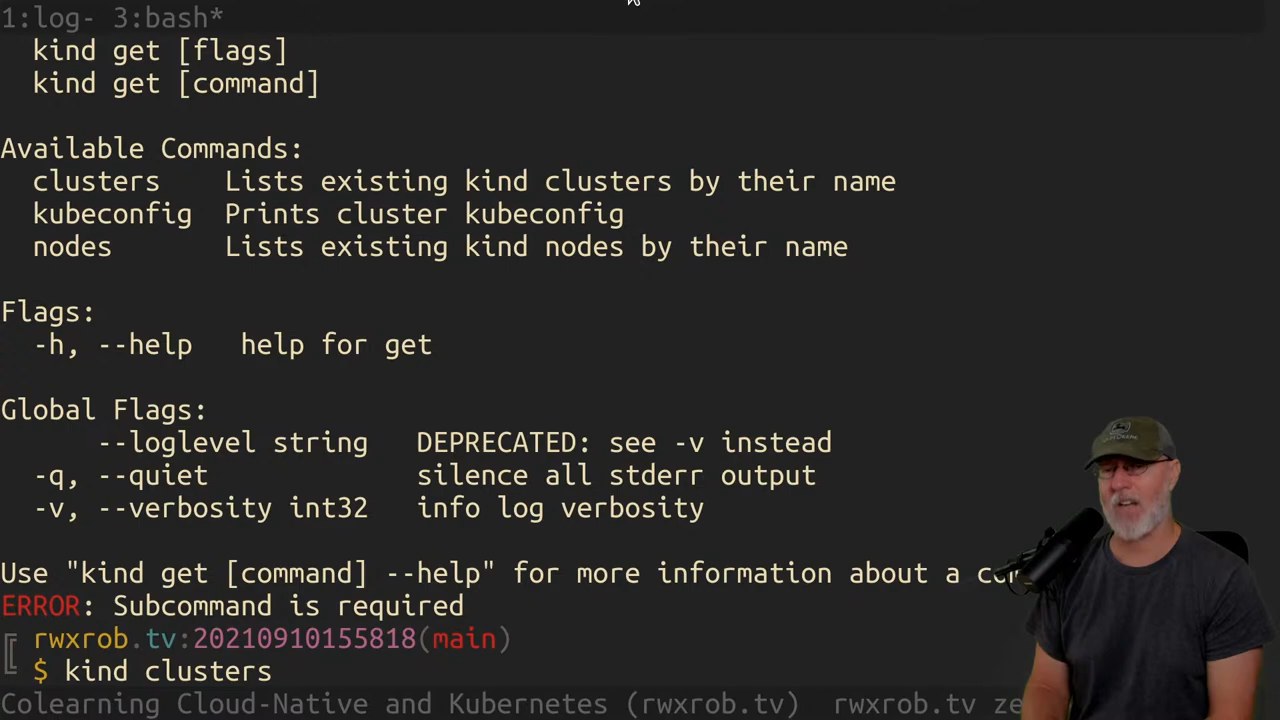 1:log- 3:bash*
kind get [flags]
kind get [command]
Available Commands:
clusters Lists existing kind clusters by their name
kubeconfig Prints cluster kubeconfig
nodes Lists existing kind nodes by their name
Flags:
-h, --help help for get
Global Flags:
--loglevel string DEPRECATED: see -v instead
-q, --quiet silence all stderr output
-v, --verbosity int32 info log verbosity
Use "kind get [command] --help" for more information about a
ERROR: Subcommand is required
rwxrob.tv:20210910155818(main)
$ kind clusters
Colearning Cloud-Native and Kubernetes (rwxrob.tv) rwxrob.tv